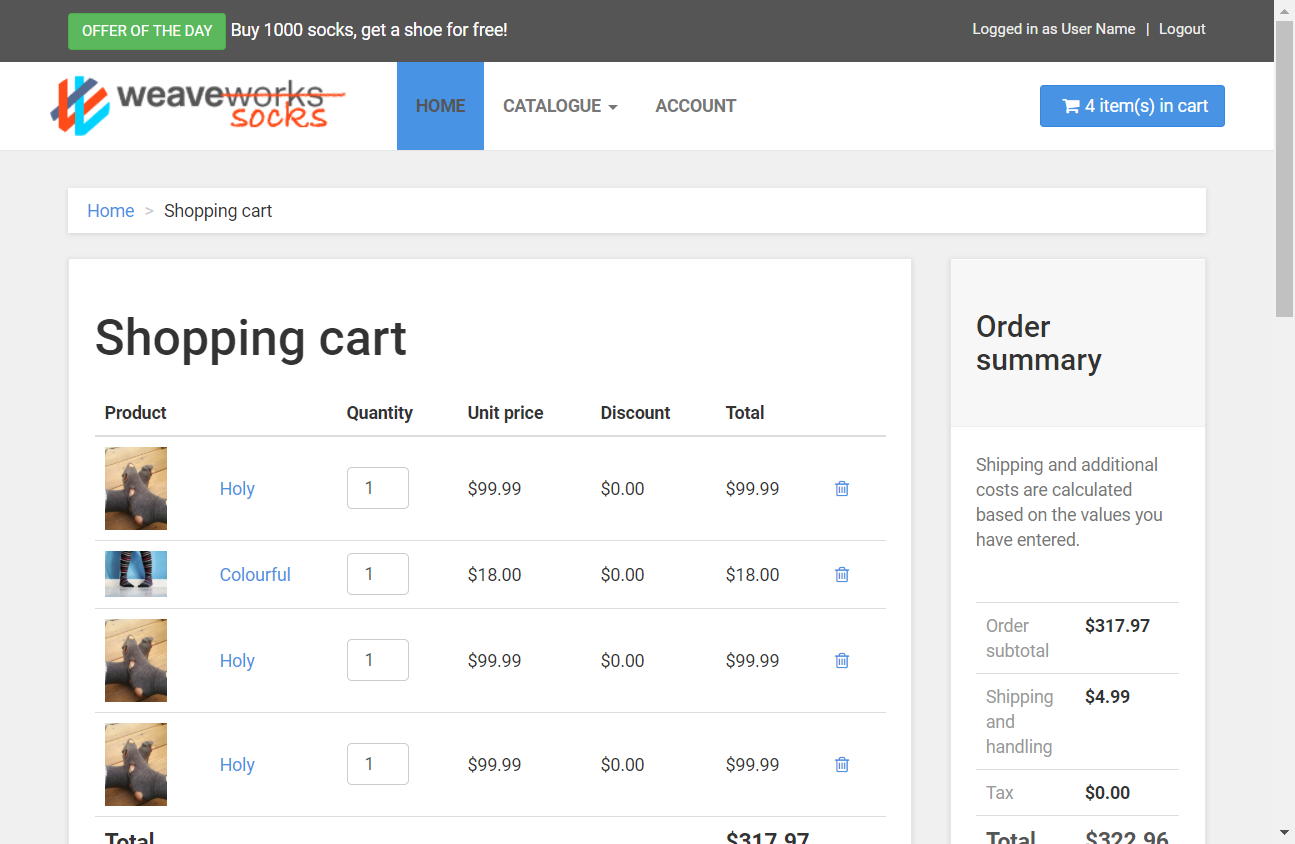 OFFER OF THE DAY Buy 1000 socks, get a shoe for free!
Logged in as User Name | Logout
weaveworks
socks
HOME CATALOGUE ACCOUNT
4 item(s) in cart
Home > Shopping cart
Shopping cart
Product Quantity Unit price Discount Total
Holy 1 $99.99 $0.00 $99.99
Colourful 1 $18.00 $0.00 $18.00
Holy 1 $99.99 $0.00 $99.99
Holy 1 $99.99 $0.00 $99.99
Total $317.97
Order
summary
Shipping and additional
costs are calculated
based on the values you
have entered.
Order
subtotal $317.97
Shipping
and
handling $4.99
Tax $0.00
Total $322.96